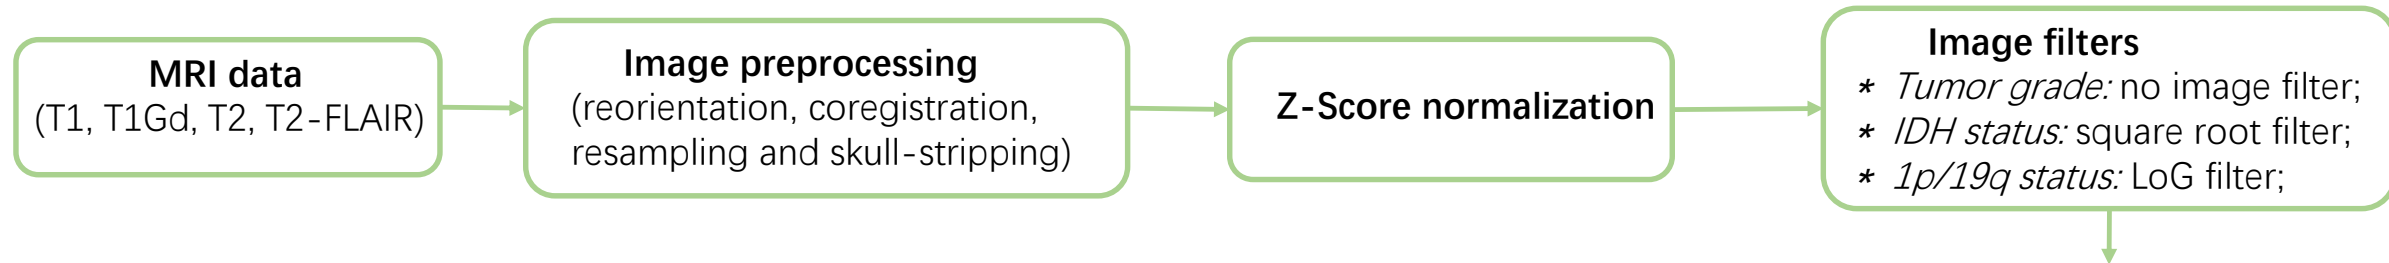 MRI data
(T1, T1Gd, T2, T2-FLAIR)
Image preprocessing
(reorientation, coregistration,
resampling and skull-stripping)
Z-Score normalization
Image filters
* Tumor grade: no image filter;
* IDH status: square root filter;
* 1p/19q status: LoG filter;